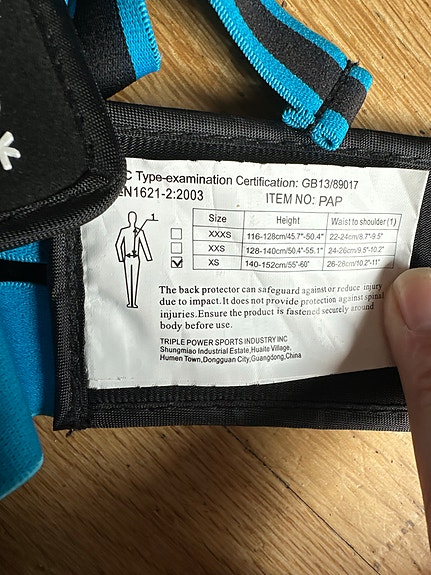 C Type-examination Certification: GB13/89017
EN1621-2:2003
ITEM NO: PAP
Size Height Waist to shoulder (1)
XXXS 116-128cm/45.7"-50.4" 22-24cm/8.7"-9.5"
XXS 128-140cm/50.4"-55.1" 24-26cm/9.5"-10.2"
XS 140-152cm/55"-60" 26-28cm/10.2"-11"
1
The back protector can safeguard against or reduce injury
due to impact.It does not provide protection against spinal
injuries.Ensure the product is fastened securely around
body before use.
TRIPLE POWER SPORTS INDUSTRY INC
Shungmiao Industrial Estate,Huaite Village,
Humen Town,Dongguan City,Guangdong,China